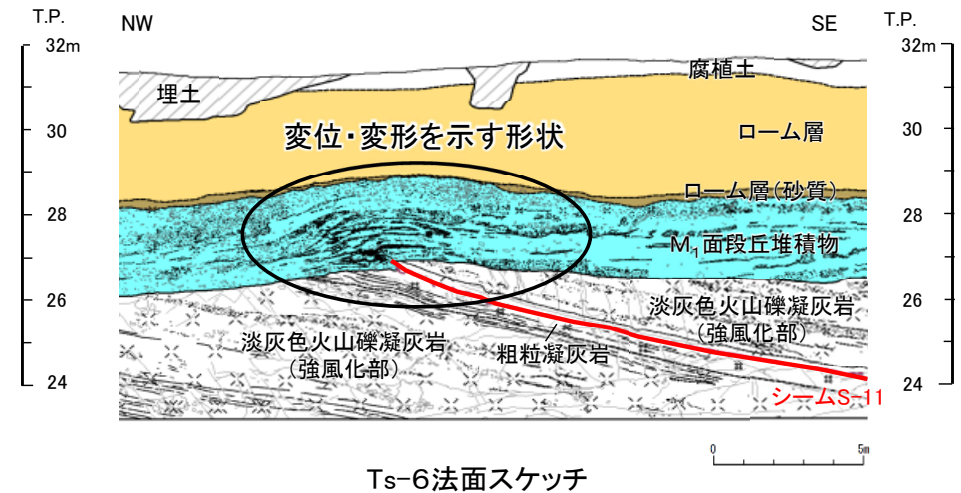 T.P.
NW
SE
T.P.
32m
32m
腐植土
埋土
30
変位・変形を示す形状
ローム層
30
ローム層(砂質)
28
28
M₁面段丘堆積物
26
淡灰色火山礫凝灰岩
(強風化部)
26
淡灰色火山礫凝灰岩
(強風化部)
粗粒凝灰岩
24
24
シームS-11
0
5m
Ts-6法面スケッチ